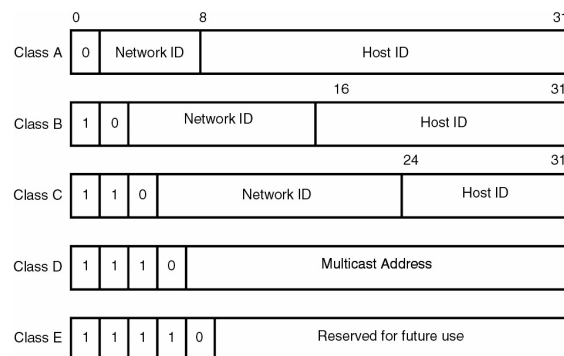 0 8 31
Class A 0 Network ID Host ID
16 31
Class B 1 0 Network ID Host ID
24 31
Class C 1 1 0 Network ID Host ID
Class D 1 1 1 0 Multicast Address
Class E 1 1 1 1 0 Reserved for future use